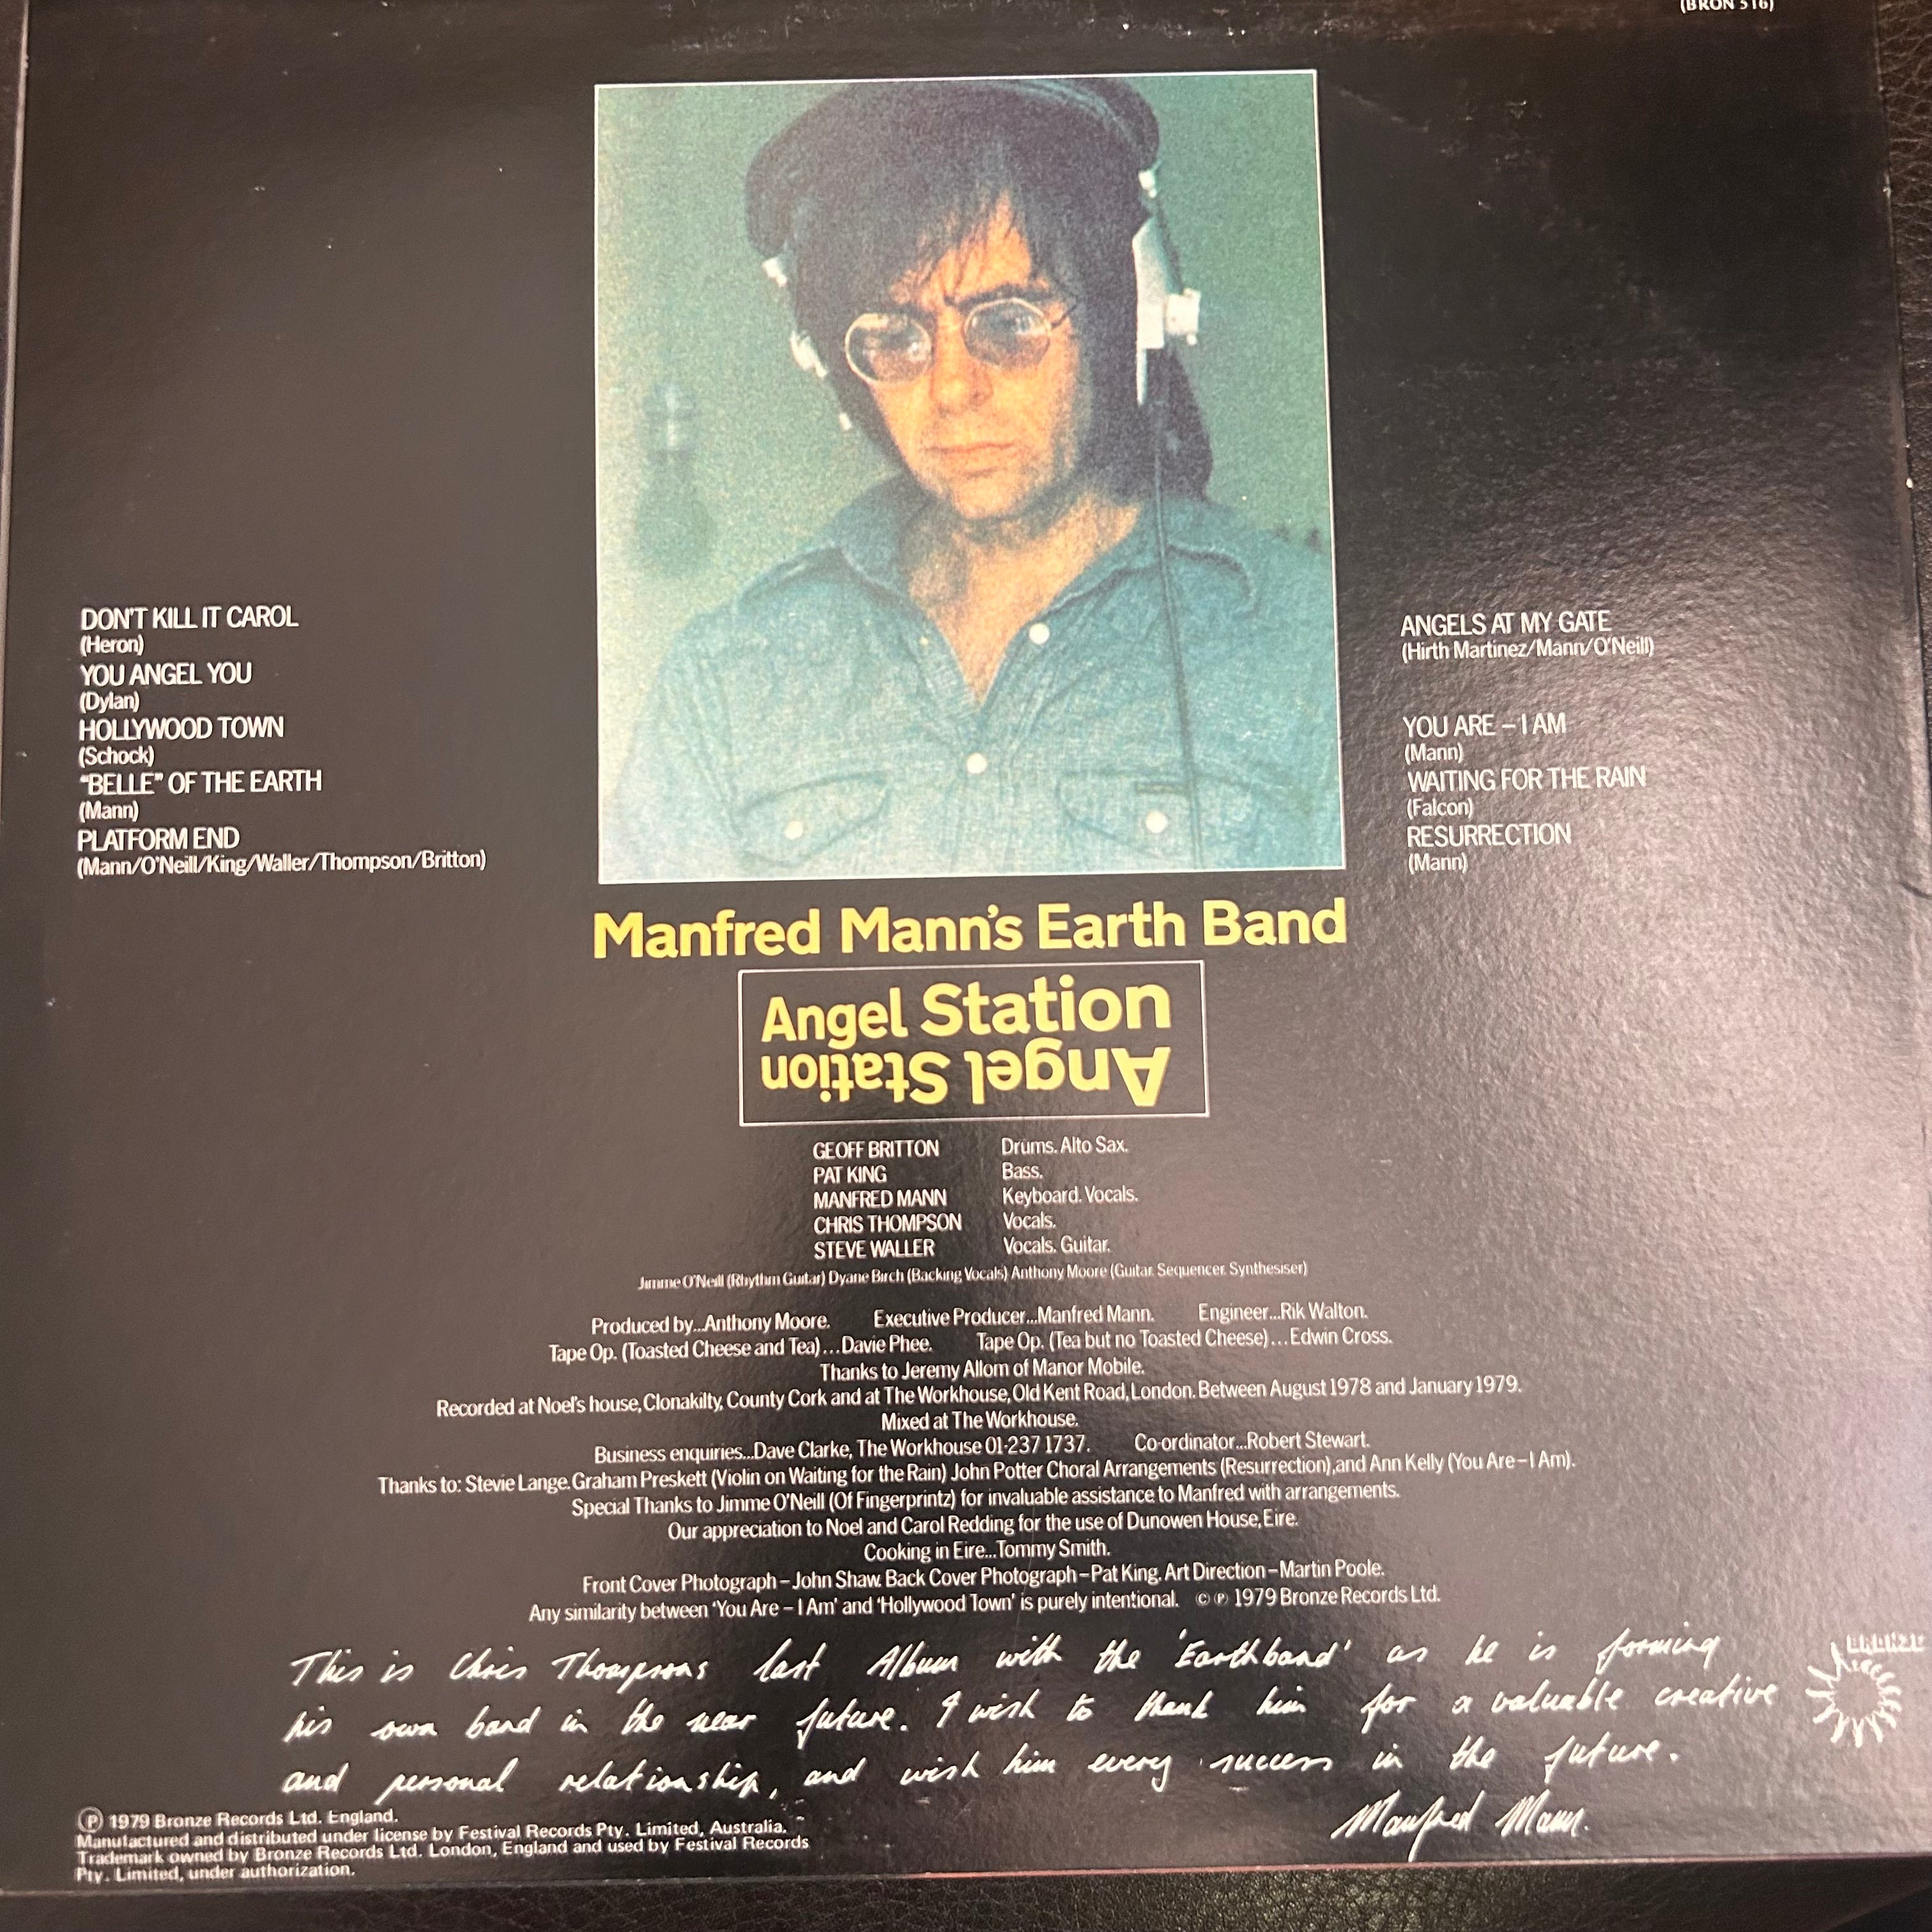 (BRON 516)
DON'T KILL IT CAROL
(Heron)
YOU ANGEL YOU
(Dylan)
HOLLYWOOD TOWN
(Schock)
“BELLE” OF THE EARTH
(Mann)
PLATFORM END
(Mann/O'Neill/King/Waller/Thompson/Britton)
ANGELS AT MY GATE
(Hirth Martinez/Mann/O'Neill)
YOU ARE – I AM
(Mann)
WAITING FOR THE RAIN
(Falcon)
RESURRECTION
(Mann)
Manfred Mann's Earth Band
Angel Station
Angel Station
GEOFF BRITTON Drums. Alto Sax.
PAT KING Bass.
MANFRED MANN Keyboard. Vocals.
CHRIS THOMPSON Vocals.
STEVE WALLER Vocals. Guitar.
Jimme O'Neill (Rhythm Guitar) Dyane Birch (Backing Vocals) Anthony Moore (Guitar. Sequencer. Synthesiser)
Produced by...Anthony Moore. Executive Producer...Manfred Mann. Engineer...Rik Walton.
Tape Op. (Toasted Cheese and Tea)...Davie Phee. Tape Op. (Tea but no Toasted Cheese)...Edwin Cross.
Thanks to Jeremy Allom of Manor Mobile.
Recorded at Noel's house, Clonakilty, County Cork and at The Workhouse, Old Kent Road, London. Between August 1978 and January 1979.
Mixed at The Workhouse.
Business enquiries...Dave Clarke, The Workhouse 01-237 1737. Co-ordinator...Robert Stewart.
Thanks to: Stevie Lange. Graham Preskett (Violin on Waiting for the Rain) John Potter Choral Arrangements (Resurrection), and Ann Kelly (You Are – I Am).
Special Thanks to Jimme O'Neill (Of Fingerprintz) for invaluable assistance to Manfred with arrangements.
Our appreciation to Noel and Carol Redding for the use of Dunowen House, Eire.
Cooking in Eire...Tommy Smith.
Front Cover Photograph – John Shaw. Back Cover Photograph – Pat King. Art Direction – Martin Poole.
Any similarity between 'You Are – I Am' and 'Hollywood Town' is purely intentional. © ℗ 1979 Bronze Records Ltd.
This is Chris Thompsons last Album with the 'Earthband' as he is forming
his own band in the near future. I wish to thank him for a valuable creative
and personal relationship, and wish him every success in the future.
Manfred Mann.
BRONZE
℗ 1979 Bronze Records Ltd. England.
Manufactured and distributed under license by Festival Records Pty. Limited, Australia.
Trademark owned by Bronze Records Ltd. London, England and used by Festival Records
Pty. Limited, under authorization.